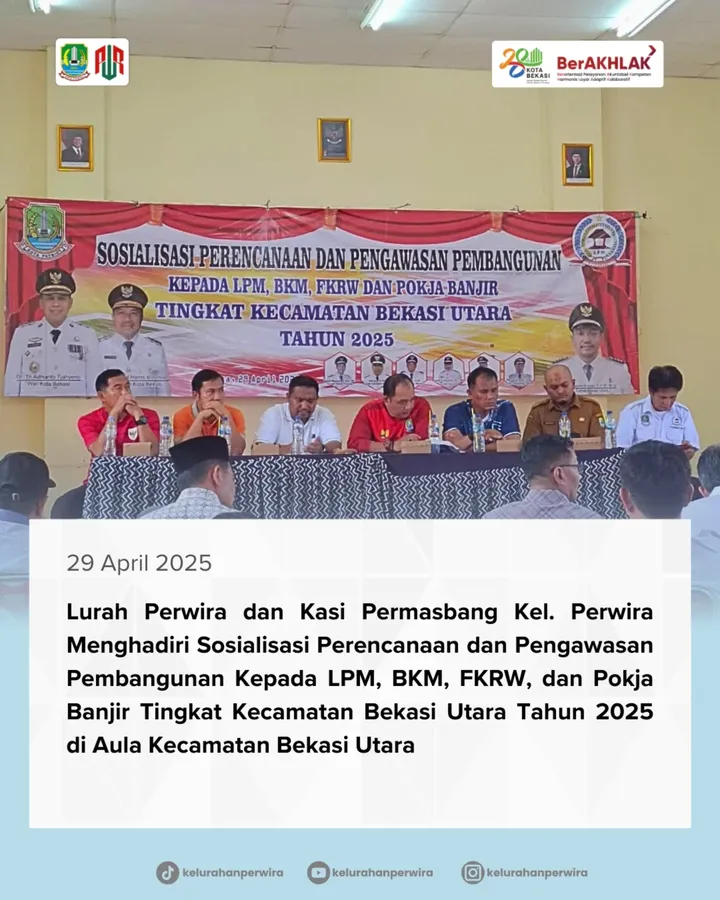 28
KOTA
BEKASI
BerAKHLAK
SOSIALISASI PERENCANAAN DAN PENGAWASAN PEMBANGUNAN
KEPADA LPM, BKM, FKRW DAN POKJA BANJIR
TINGKAT KECAMATAN BEKASI UTARA
TAHUN 2025
29 April 2025
Lurah Perwira dan Kasi Permasbang Kel. Perwira
Menghadiri Sosialisasi Perencanaan dan Pengawasan
Pembangunan Kepada LPM, BKM, FKRW, dan Pokja
Banjir Tingkat Kecamatan Bekasi Utara Tahun 2025
di Aula Kecamatan Bekasi Utara
kelurahanperwira
kelurahanperwira
kelurahanperwira